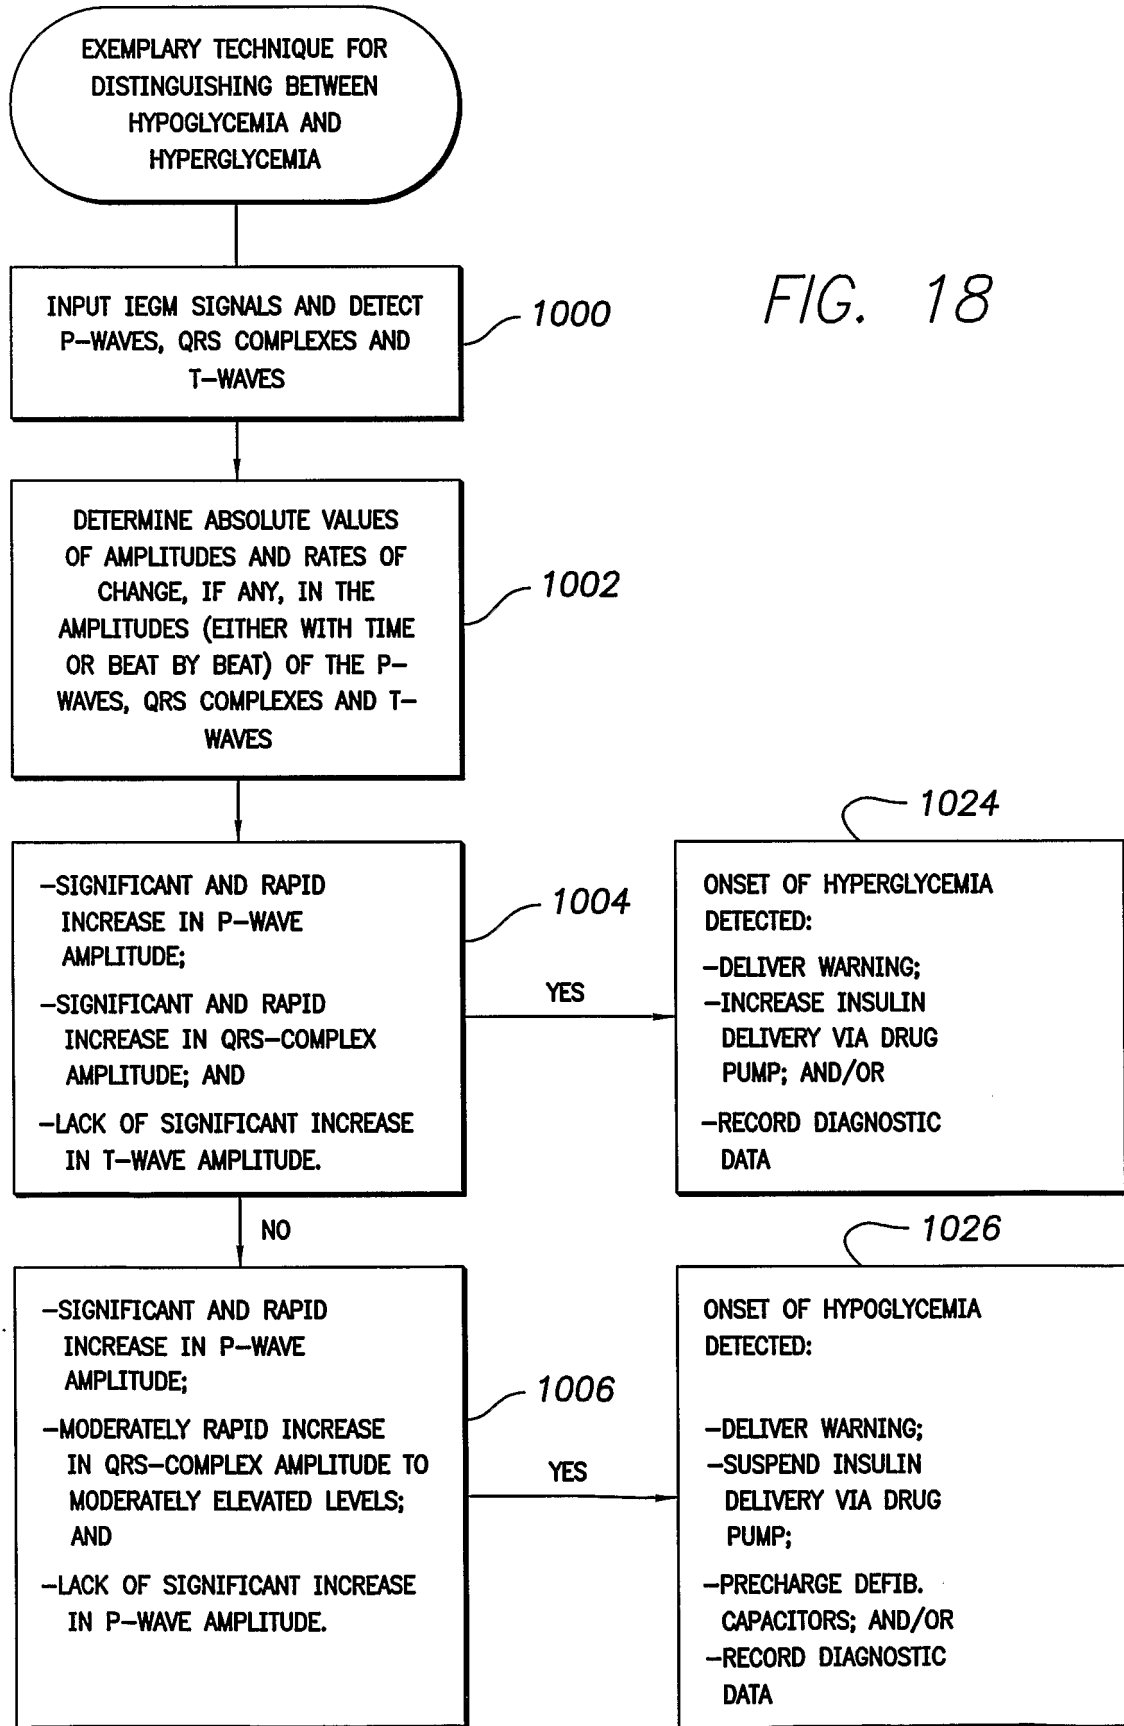 EXEMPLARY TECHNIQUE FOR
DISTINGUISHING BETWEEN
HYPOGLYCEMIA AND
HYPERGLYCEMIA
FIG. 18
INPUT IEGM SIGNALS AND DETECT
P-WAVES, QRS COMPLEXES AND
T-WAVES
1000
DETERMINE ABSOLUTE VALUES
OF AMPLITUDES AND RATES OF
CHANGE, IF ANY, IN THE
AMPLITUDES (EITHER WITH TIME
OR BEAT BY BEAT) OF THE P-
WAVES, QRS COMPLEXES AND T-
WAVES
1002
-SIGNIFICANT AND RAPID
INCREASE IN P-WAVE
AMPLITUDE;
-SIGNIFICANT AND RAPID
INCREASE IN QRS-COMPLEX
AMPLITUDE; AND
-LACK OF SIGNIFICANT INCREASE
IN T-WAVE AMPLITUDE.
1004
YES
1024
ONSET OF HYPERGLYCEMIA
DETECTED:
-DELIVER WARNING;
-INCREASE INSULIN
DELIVERY VIA DRUG
PUMP; AND/OR
-RECORD DIAGNOSTIC
DATA
NO
-SIGNIFICANT AND RAPID
INCREASE IN P-WAVE
AMPLITUDE;
-MODERATELY RAPID INCREASE
IN QRS-COMPLEX AMPLITUDE TO
MODERATELY ELEVATED LEVELS;
AND
-LACK OF SIGNIFICANT INCREASE
IN P-WAVE AMPLITUDE.
1006
YES
1026
ONSET OF HYPOGLYCEMIA
DETECTED:
-DELIVER WARNING;
-SUSPEND INSULIN
DELIVERY VIA DRUG
PUMP;
-PRECHARGE DEFIB.
CAPACITORS; AND/OR
-RECORD DIAGNOSTIC
DATA